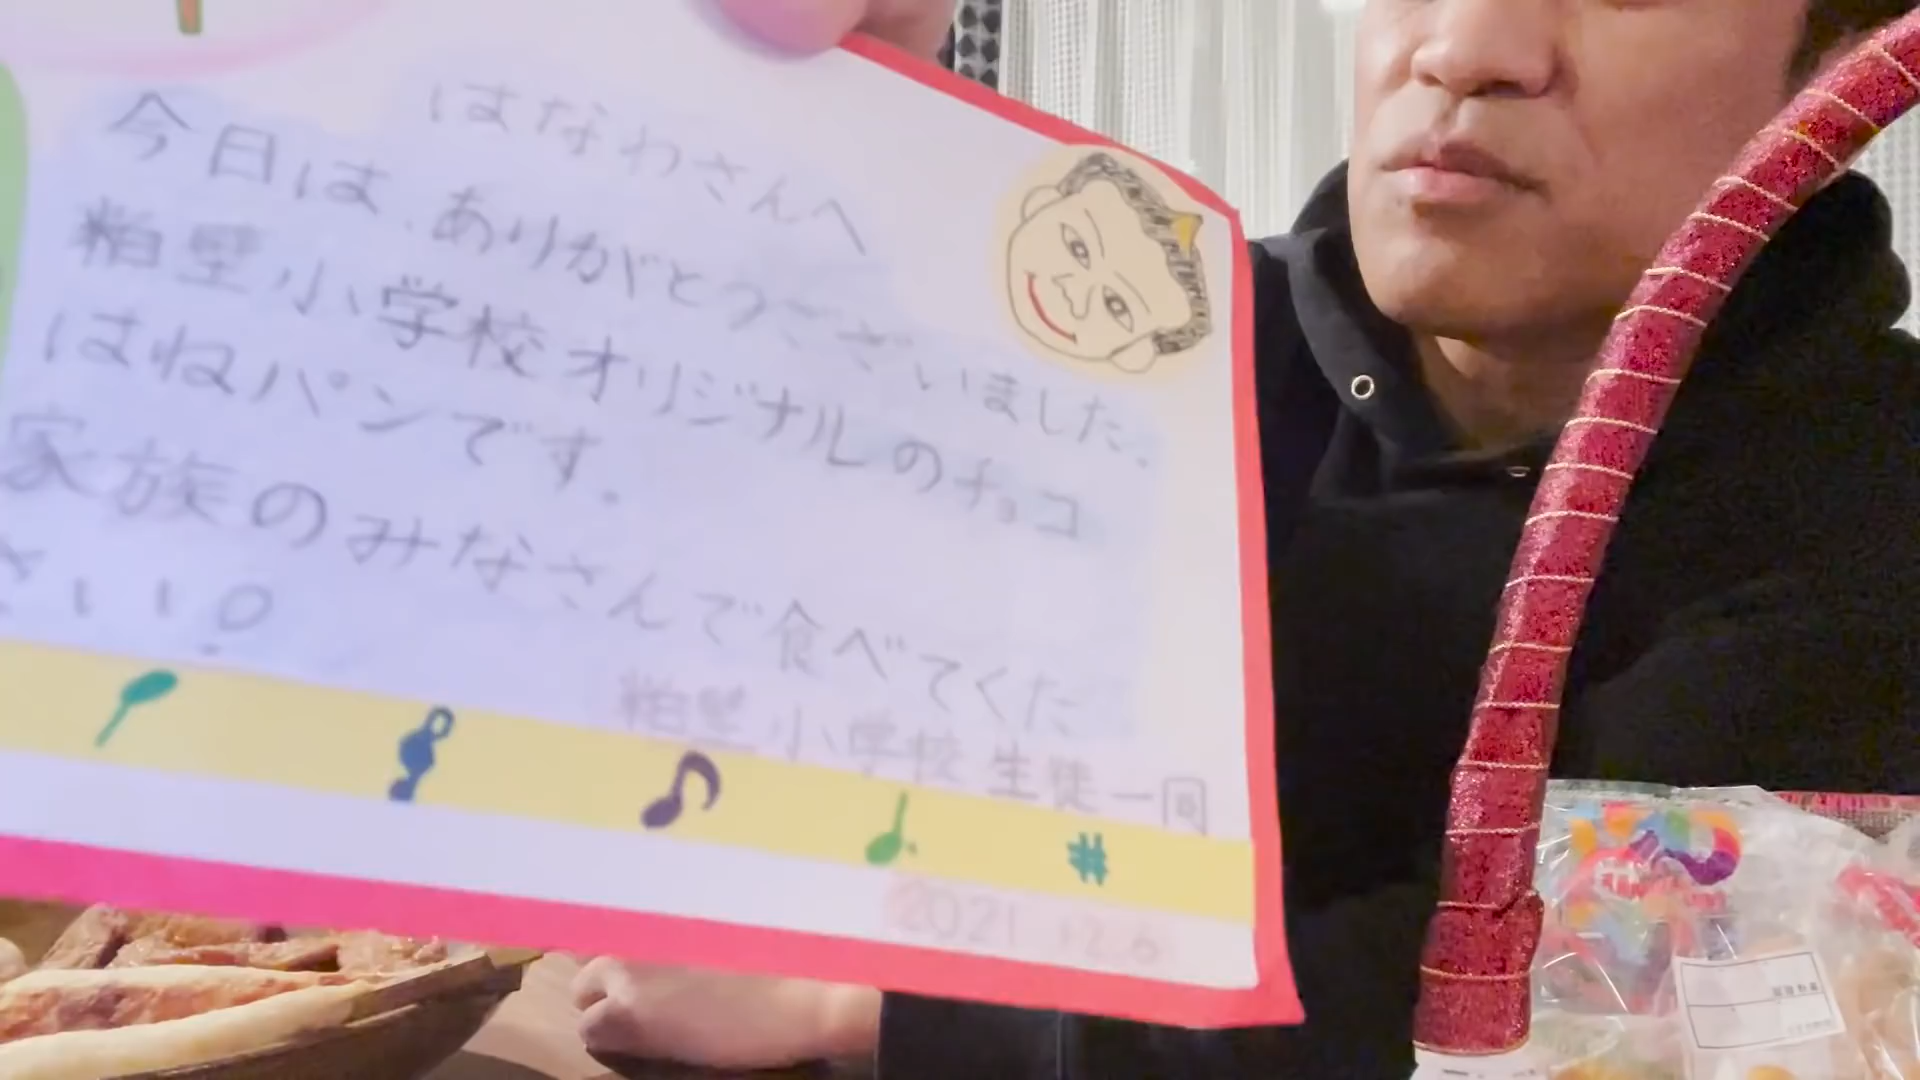 はなわさんへ
今日は、ありがとうございました。
粕壁小学校オリジナルのチョコ
はねパンです。
家族のみなさんで食べてくだ
さい!
粕壁小学校生徒一同
2021.12.6